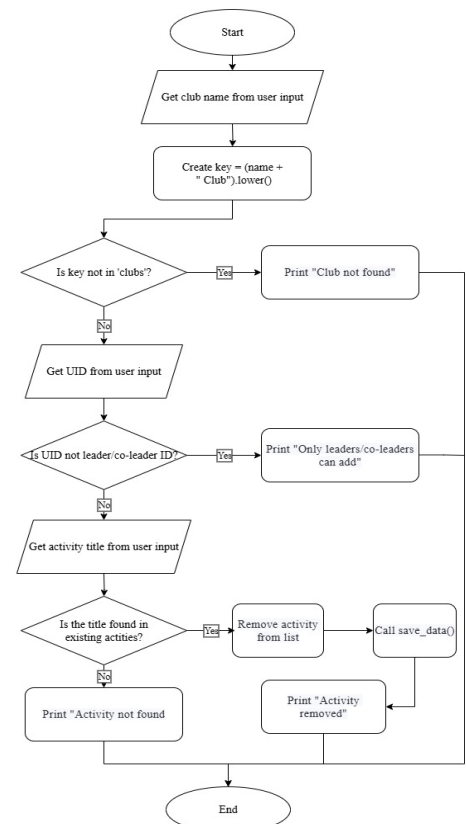 Start
Get club name from user input
Create key = (name +
" Club").lower()
Is key not in 'clubs'?
Yes
Print "Club not found"
No
Get UID from user input
Is UID not leader/co-leader ID?
Yes
Print "Only leaders/co-leaders
can add"
No
Get activity title from user input
Is the title found in
existing actities?
Yes
Remove activity
from list
Call save_data()
No
Print "Activity not found
Print "Activity
removed"
End